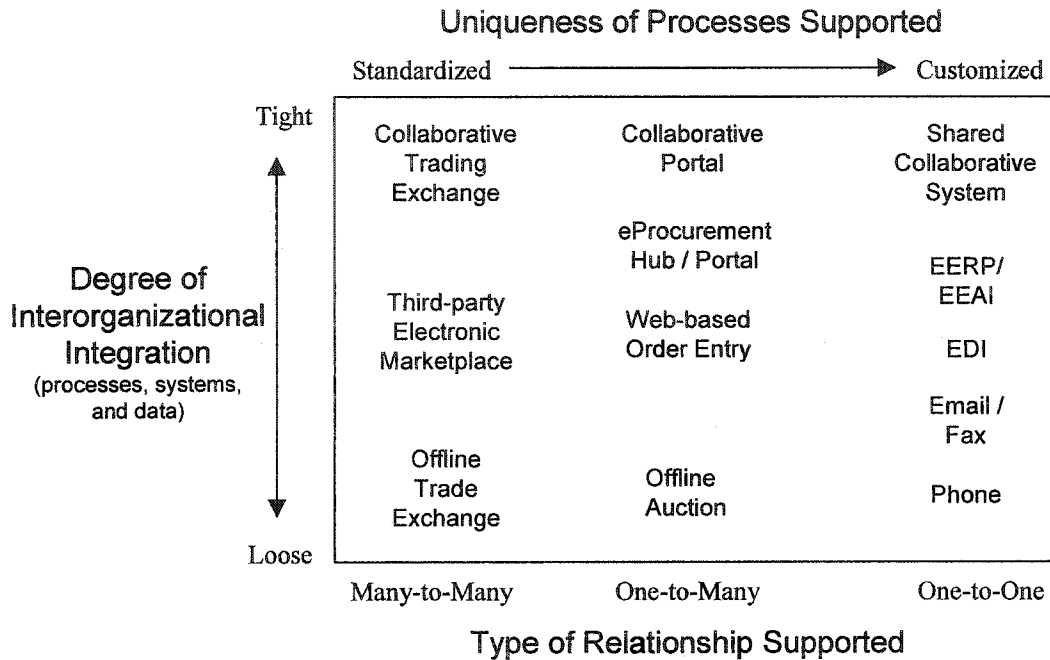 Uniqueness of Processes Supported
Standardized
Customized
Tight
Loose
Degree of
Interorganizational
Integration
(processes, systems,
and data)
Collaborative
Trading
Exchange
Third-party
Electronic
Marketplace
Offline
Trade
Exchange
Collaborative
Portal
eProcurement
Hub / Portal
Web-based
Order Entry
Offline
Auction
Shared
Collaborative
System
EERP/
EEAI
EDI
Email /
Fax
Phone
Many-to-Many
One-to-Many
One-to-One
Type of Relationship Supported